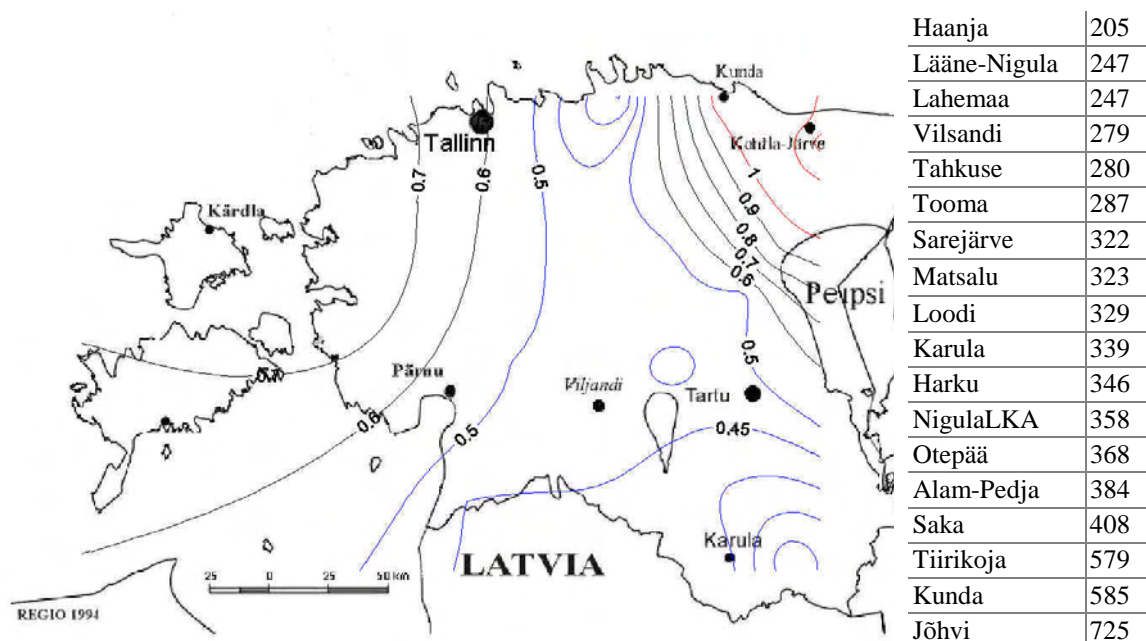 Kunda
Tallinn
Kohtla-Järve
0.7
0.6
0.5
1
0.9
0.8
0.7
0.6
Kärdla
Peipsi
0.5
0.7
Pärnu
Viljandi
Tartu
0.6
0.5
0.45
Karula
LATVIA
25 0 25 50 km
REGIO 1994
Haanja 205
Lääne-Nigula 247
Lahemaa 247
Vilsandi 279
Tahkuse 280
Tooma 287
Sarejärve 322
Matsalu 323
Loodi 329
Karula 339
Harku 346
NigulaLKA 358
Otepää 368
Alam-Pedja 384
Saka 408
Tiirikoja 579
Kunda 585
Jõhvi 725